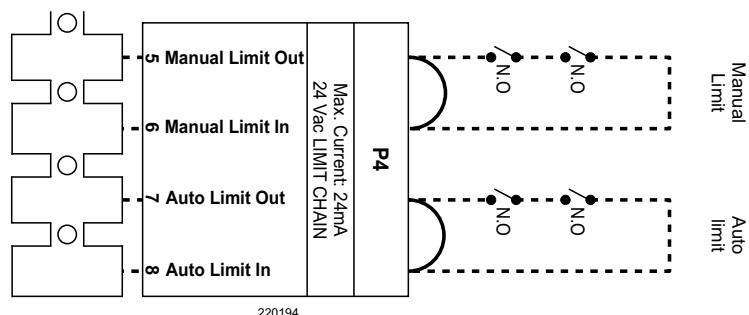 5 Manual Limit Out
6 Manual Limit In
7 Auto Limit Out
8 Auto Limit In
Max. Current: 24mA
24 Vac LIMIT CHAIN
P4
N.O
N.O
Manual
Limit
N.O
N.O
Auto
limit
220194